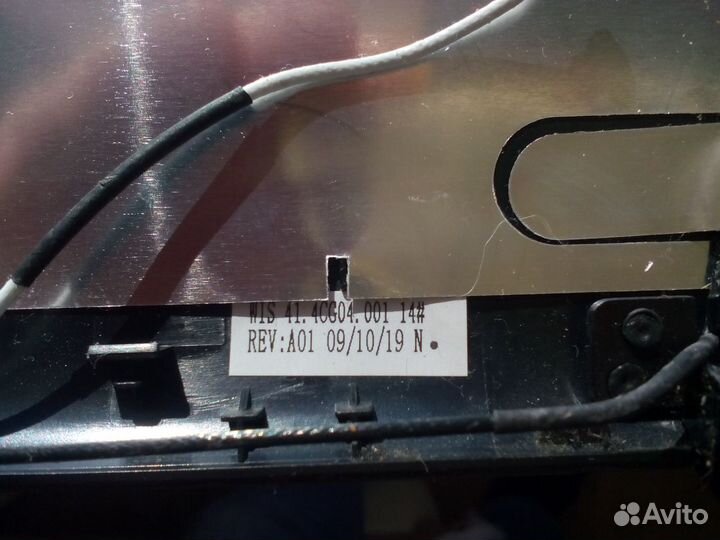 WIS 41.4CG04.001 14#
REV:A01 09/10/19 N
Avito